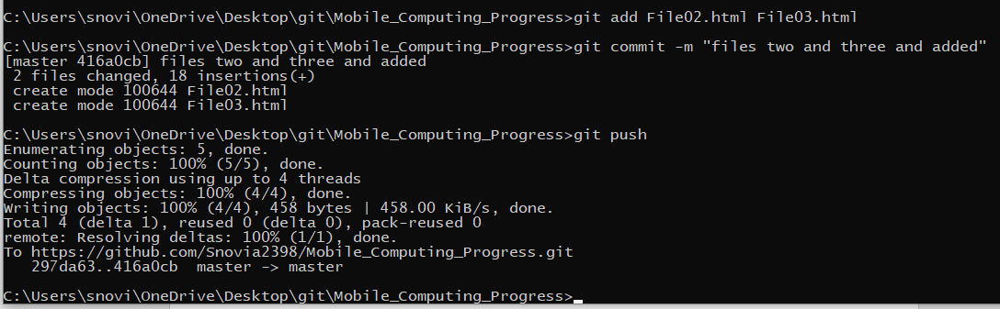 C:\Users\snovi\OneDrive\Desktop\git\Mobile_Computing_Progress>git add File02.html File03.html
C:\Users\snovi\OneDrive\Desktop\git\Mobile_Computing_Progress>git commit -m "files two and three and added"
[master 416a0cb] files two and three and added
 2 files changed, 18 insertions(+)
 create mode 100644 File02.html
 create mode 100644 File03.html
C:\Users\snovi\OneDrive\Desktop\git\Mobile_Computing_Progress>git push
Enumerating objects: 5, done.
Counting objects: 100% (5/5), done.
Delta compression using up to 4 threads
Compressing objects: 100% (4/4), done.
Writing objects: 100% (4/4), 458 bytes | 458.00 KiB/s, done.
Total 4 (delta 1), reused 0 (delta 0), pack-reused 0
remote: Resolving deltas: 100% (1/1), done.
To https://github.com/Snovia2398/Mobile_Computing_Progress.git
   297da63..416a0cb  master -> master
C:\Users\snovi\OneDrive\Desktop\git\Mobile_Computing_Progress>